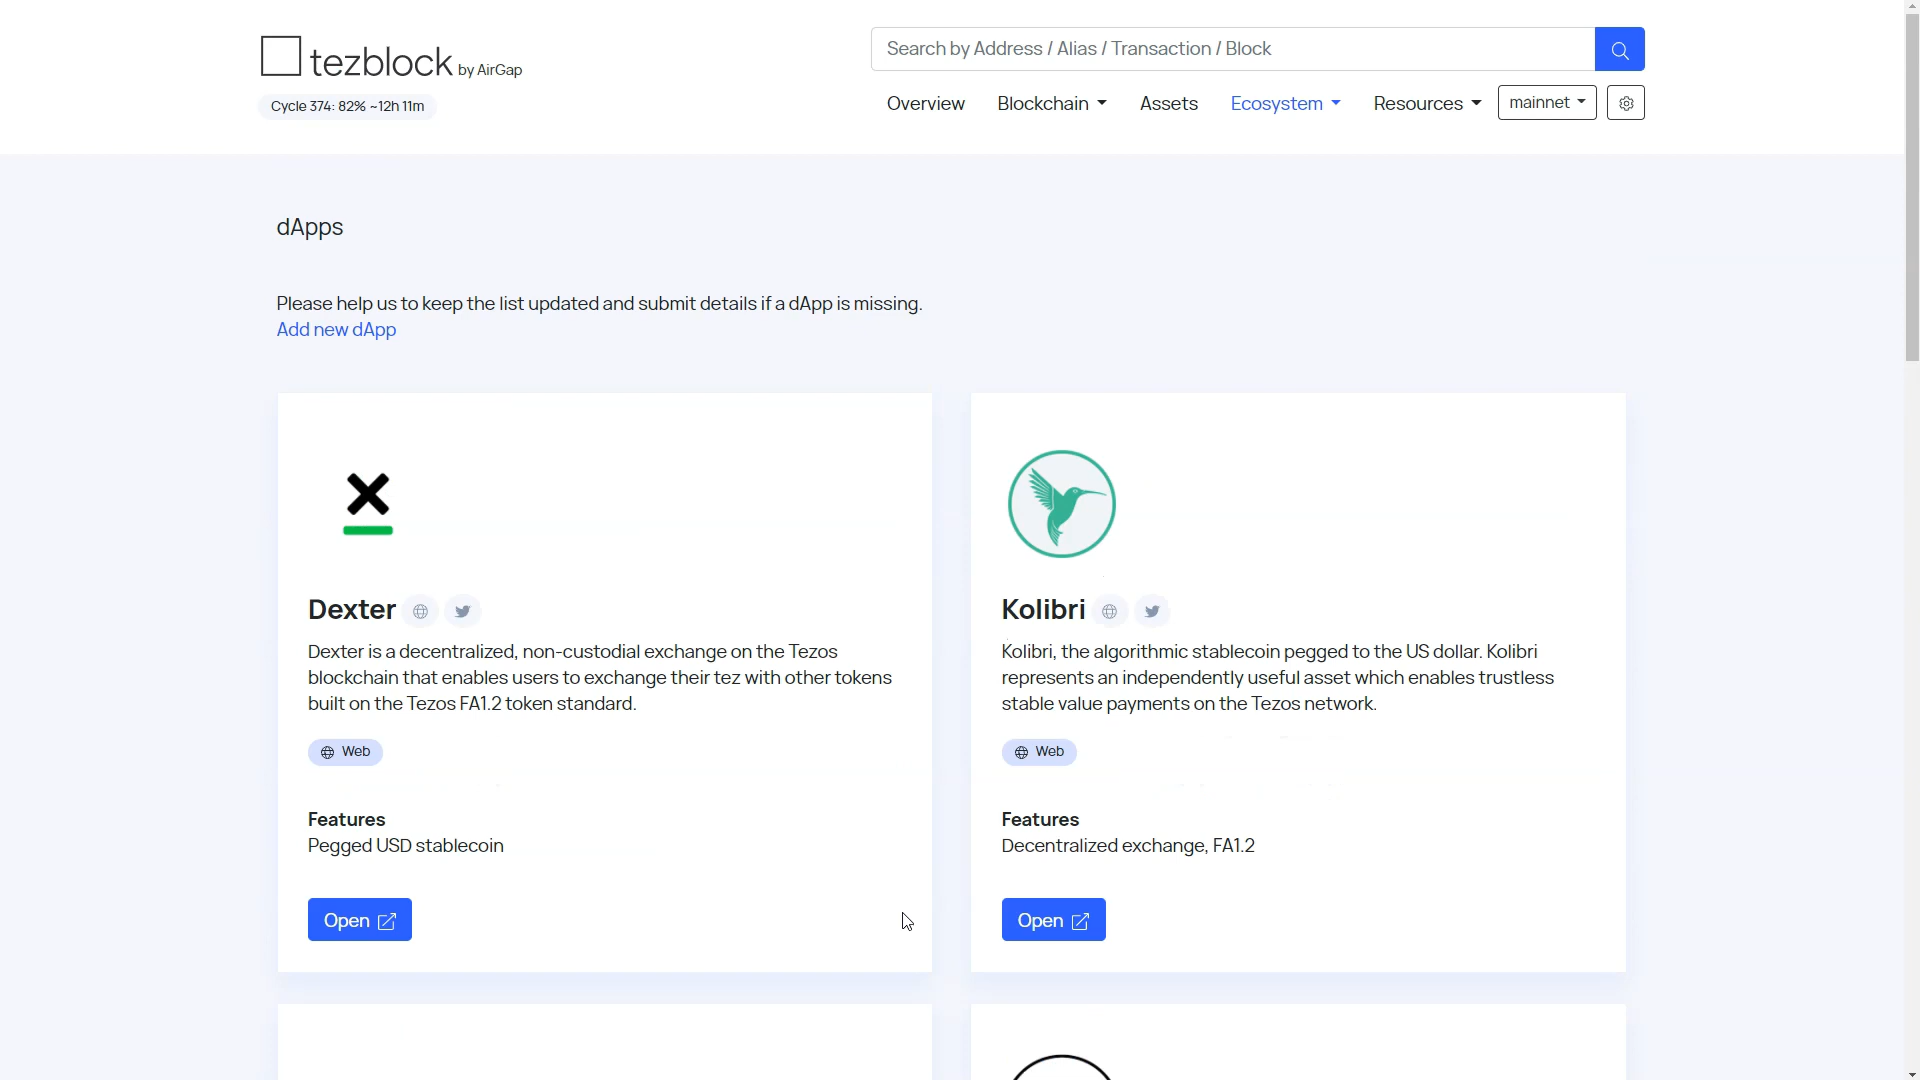 tezblock by AirGap
Search by Address / Alias / Transaction / Block
Cycle 374: 82% ~12h 11m
Overview Blockchain Assets Ecosystem Resources mainnet
dApps
Please help us to keep the list updated and submit details if a dApp is missing.
Add new dApp
Dexter
Dexter is a decentralized, non-custodial exchange on the Tezos
blockchain that enables users to exchange their tez with other tokens
built on the Tezos FA1.2 token standard.
Web
Features
Pegged USD stablecoin
Open
Kolibri
Kolibri, the algorithmic stablecoin pegged to the US dollar. Kolibri
represents an independently useful asset which enables trustless
stable value payments on the Tezos network.
Web
Features
Decentralized exchange, FA1.2
Open